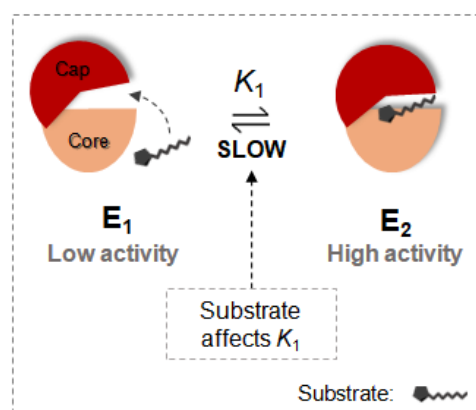 Cap
Core
K₁
SLOW
E₁
Low activity
E₂
High activity
Substrate
affects K₁
Substrate: